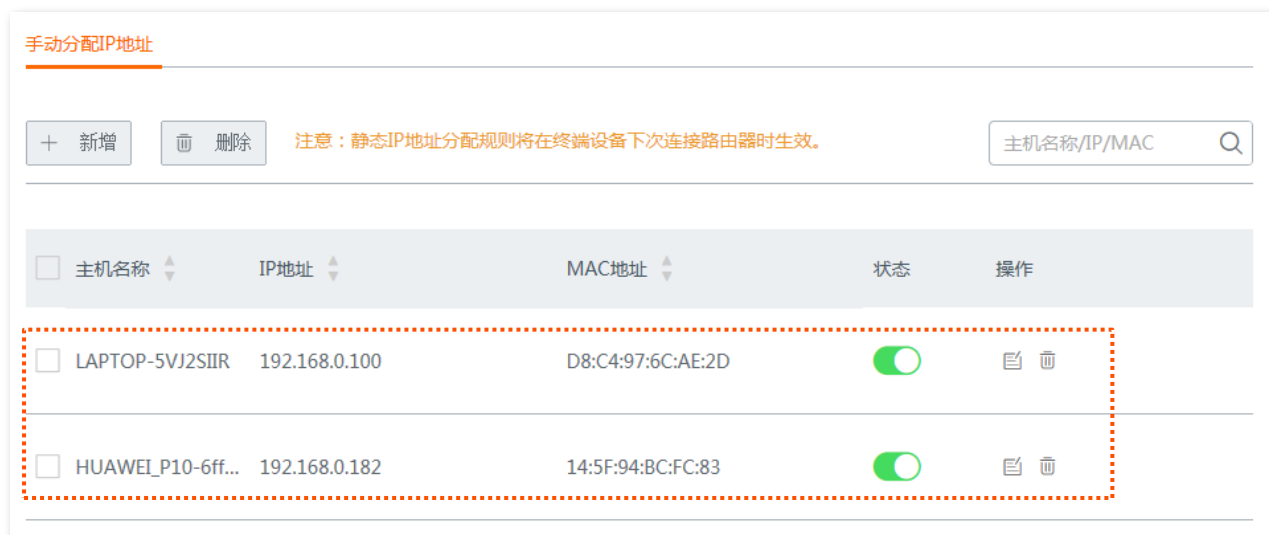 手动分配IP地址
新增 删除 注意：静态IP地址分配规则将在终端设备下次连接路由器时生效。 主机名称/IP/MAC
主机名称 IP地址 MAC地址 状态 操作
LAPTOP-5VJ2SIIR 192.168.0.100 D8:C4:97:6C:AE:2D
HUAWEI_P10-6ff... 192.168.0.182 14:5F:94:BC:FC:83